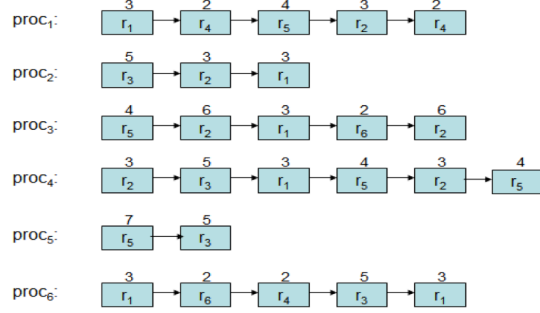 3 2 4 3 2
proc1: r1 r4 r5 r2 r4
5 3 3
proc2: r3 r2 r1
4 6 3 2 6
proc3: r5 r2 r1 r6 r2
3 5 3 4 3 4
proc4: r2 r3 r1 r5 r2 r5
7 5
proc5: r5 r3
3 2 2 5 3
proc6: r1 r6 r4 r3 r1